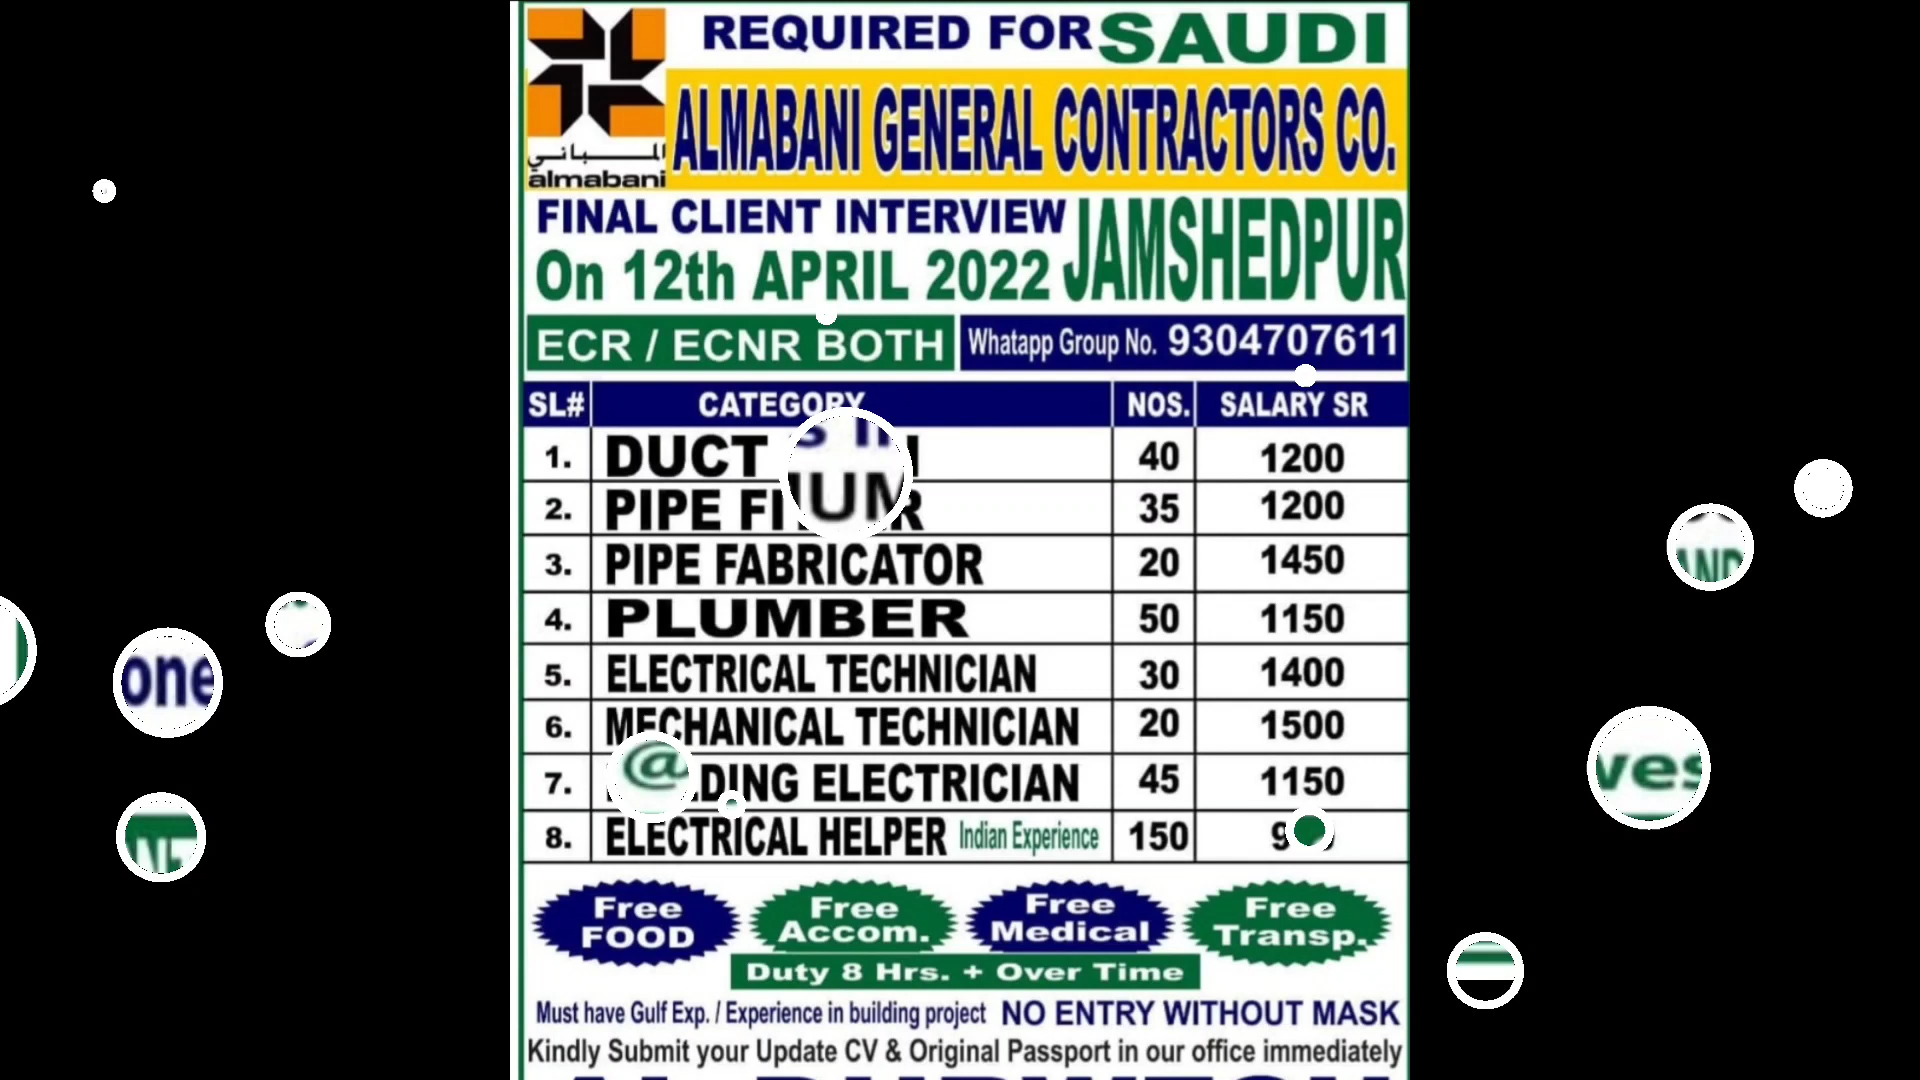 REQUIRED FOR SAUDI
المباني
almabani
ALMABANI GENERAL CONTRACTORS CO.
FINAL CLIENT INTERVIEW JAMSHEDPUR
On 12th APRIL 2022
ECR / ECNR BOTH Whatapp Group No. 9304707611
SL# CATEGORY NOS. SALARY SR
1. DUCT 40 1200
2. PIPE 35 1200
3. PIPE FABRICATOR 20 1450
4. PLUMBER 50 1150
5. ELECTRICAL TECHNICIAN 30 1400
6. MECHANICAL TECHNICIAN 20 1500
7. ELECTRICIAN 45 1150
8. ELECTRICAL HELPER Indian Experience 150
Free FOOD
Free Accom.
Free Medical
Free Transp.
Duty 8 Hrs. + Over Time
Must have Gulf Exp. / Experience in building project NO ENTRY WITHOUT MASK
Kindly Submit your Update CV & Original Passport in our office immediately